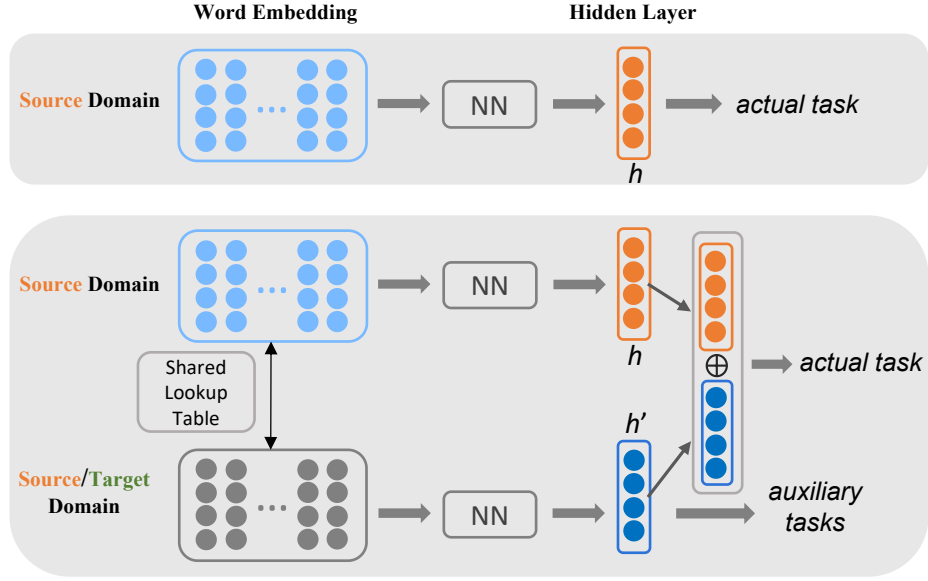 Word Embedding
Hidden Layer
Source Domain
NN
actual task
h
Source Domain
NN
h
Shared
Lookup
Table
⊕
actual task
h'
Source/Target
Domain
NN
auxiliary
tasks